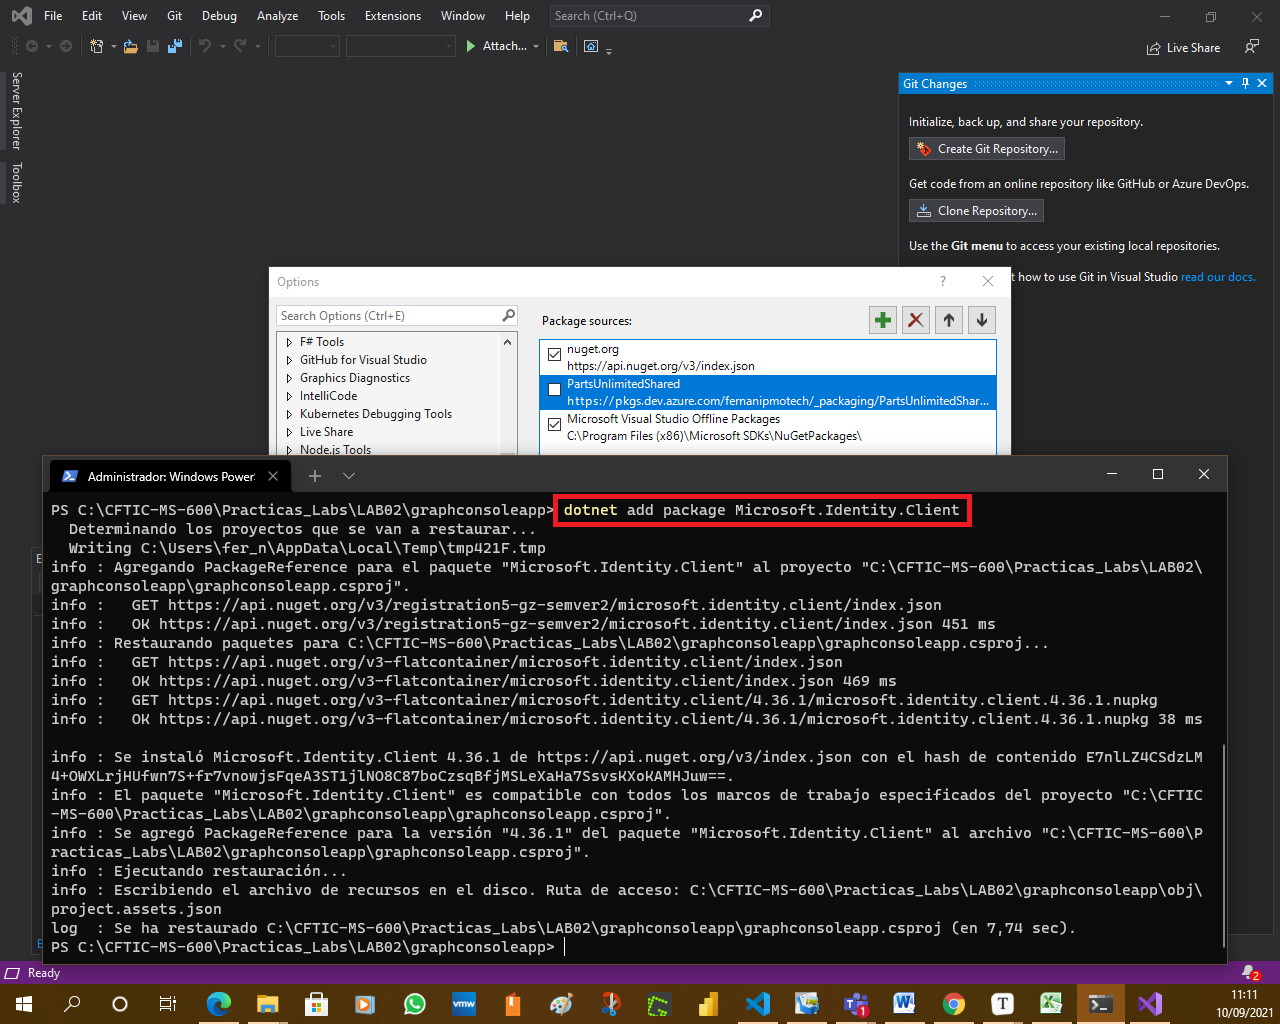 File Edit View Git Debug Analyze Tools Extensions Window Help Search (Ctrl+Q)
Attach...
Live Share
Server Explorer
Toolbox
Git Changes
Initialize, back up, and share your repository.
Create Git Repository...
Get code from an online repository like GitHub or Azure DevOps.
Clone Repository...
Use the Git menu to access your existing local repositories.
t how to use Git in Visual Studio read our docs.
Options
?
Search Options (Ctrl+E)
F# Tools
GitHub for Visual Studio
Graphics Diagnostics
IntelliCode
Kubernetes Debugging Tools
Live Share
Node.js Tools
Package sources:
nuget.org
https://api.nuget.org/v3/index.json
PartsUnlimitedShared
https://pkgs.dev.azure.com/fernanipmotech/_packaging/PartsUnlimitedShar...
Microsoft Visual Studio Offline Packages
C:\Program Files (x86)\Microsoft SDKs\NuGetPackages\
Administrador: Windows Power
PS C:\CFTIC-MS-600\Practicas_Labs\LAB02\graphconsoleapp> dotnet add package Microsoft.Identity.Client
Determinando los proyectos que se van a restaurar...
Writing C:\Users\fer_n\AppData\Local\Temp\tmp421F.tmp
info : Agregando PackageReference para el paquete "Microsoft.Identity.Client" al proyecto "C:\CFTIC-MS-600\Practicas_Labs\LAB02\
graphconsoleapp\graphconsoleapp.csproj".
info :   GET https://api.nuget.org/v3/registration5-gz-semver2/microsoft.identity.client/index.json
info :   OK https://api.nuget.org/v3/registration5-gz-semver2/microsoft.identity.client/index.json 451 ms
info : Restaurando paquetes para C:\CFTIC-MS-600\Practicas_Labs\LAB02\graphconsoleapp\graphconsoleapp.csproj...
info :   GET https://api.nuget.org/v3-flatcontainer/microsoft.identity.client/index.json
info :   OK https://api.nuget.org/v3-flatcontainer/microsoft.identity.client/index.json 469 ms
info :   GET https://api.nuget.org/v3-flatcontainer/microsoft.identity.client/4.36.1/microsoft.identity.client.4.36.1.nupkg
info :   OK https://api.nuget.org/v3-flatcontainer/microsoft.identity.client/4.36.1/microsoft.identity.client.4.36.1.nupkg 38 ms
info : Se instaló Microsoft.Identity.Client 4.36.1 de https://api.nuget.org/v3/index.json con el hash de contenido E7nlLZ4CSdzLM
4+OWXLrjHUfwn7S+fr7vnowjsFqeA3ST1jlNO8C87boCzsqBfjMSLeXaHa7SsvsKXoKAMHJuw==.
info : El paquete "Microsoft.Identity.Client" es compatible con todos los marcos de trabajo especificados del proyecto "C:\CFTIC
-MS-600\Practicas_Labs\LAB02\graphconsoleapp\graphconsoleapp.csproj".
info : Se agregó PackageReference para la versión "4.36.1" del paquete "Microsoft.Identity.Client" al archivo "C:\CFTIC-MS-600\P
racticas_Labs\LAB02\graphconsoleapp\graphconsoleapp.csproj".
info : Ejecutando restauración...
info : Escribiendo el archivo de recursos en el disco. Ruta de acceso: C:\CFTIC-MS-600\Practicas_Labs\LAB02\graphconsoleapp\obj\
project.assets.json
log  : Se ha restaurado C:\CFTIC-MS-600\Practicas_Labs\LAB02\graphconsoleapp\graphconsoleapp.csproj (en 7,74 sec).
PS C:\CFTIC-MS-600\Practicas_Labs\LAB02\graphconsoleapp>
Ready
2
vmw
1
T
11:11
10/09/2021